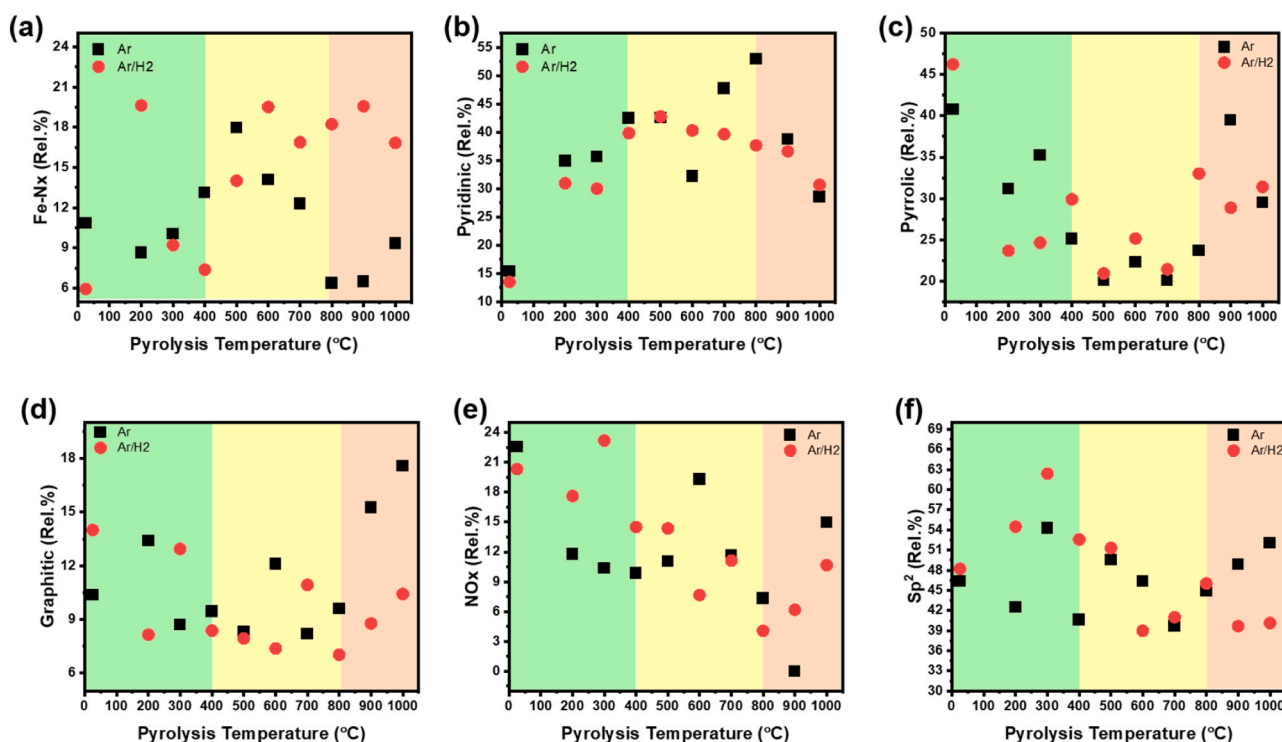 (a)
24
21
18
15
12
9
6
Fe-Nx (Rel.%)
Ar
Ar/H2
0 100 200 300 400 500 600 700 800 900 1000
Pyrolysis Temperature (°C)
(b)
55
50
45
40
35
30
25
20
15
10
Pyridinic (Rel.%)
Ar
Ar/H2
0 100 200 300 400 500 600 700 800 900 1000
Pyrolysis Temperature (°C)
(c)
50
45
40
35
30
25
20
Pyrrolic (Rel.%)
Ar
Ar/H2
0 100 200 300 400 500 600 700 800 900 1000
Pyrolysis Temperature (°C)
(d)
18
15
12
9
6
Graphitic (Rel.%)
Ar
Ar/H2
0 100 200 300 400 500 600 700 800 900 1000
Pyrolysis Temperature (°C)
(e)
24
21
18
15
12
9
6
3
0
NOx (Rel.%)
Ar
Ar/H2
0 100 200 300 400 500 600 700 800 900 1000
Pyrolysis Temperature (°C)
(f)
69
66
63
60
57
54
51
48
45
42
39
36
33
30
Sp² (Rel.%)
Ar
Ar/H2
0 100 200 300 400 500 600 700 800 900 1000
Pyrolysis Temperature (°C)